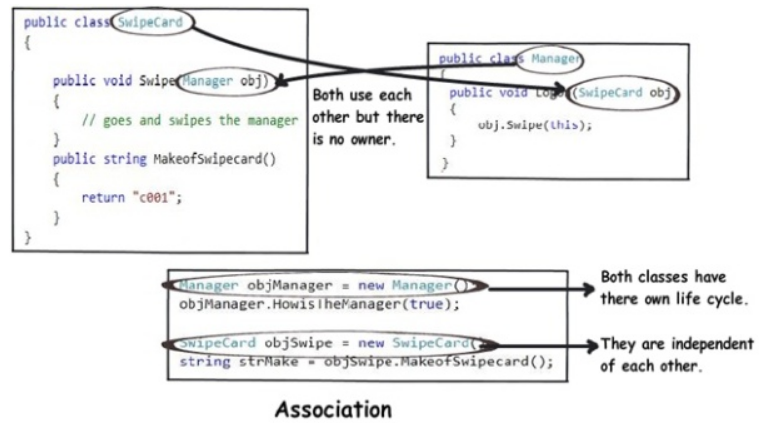 public class SwipeCard
{
public void Swipe(Manager obj)
{
// goes and swipes the manager
}
public string MakeofSwipecard()
{
return "c001";
}
}
Both use each
other but there
is no owner.
public class Manager
{
public void (SwipeCard obj)
{
obj.Swipe(this);
}
}
Manager objManager = new Manager()
objManager.HowisTheManager(true);
SwipeCard objSwipe = new SwipeCard(
string strMake = objSwipe.MakeofSwipecard();
Both classes have
there own life cycle.
They are independent
of each other.
Association